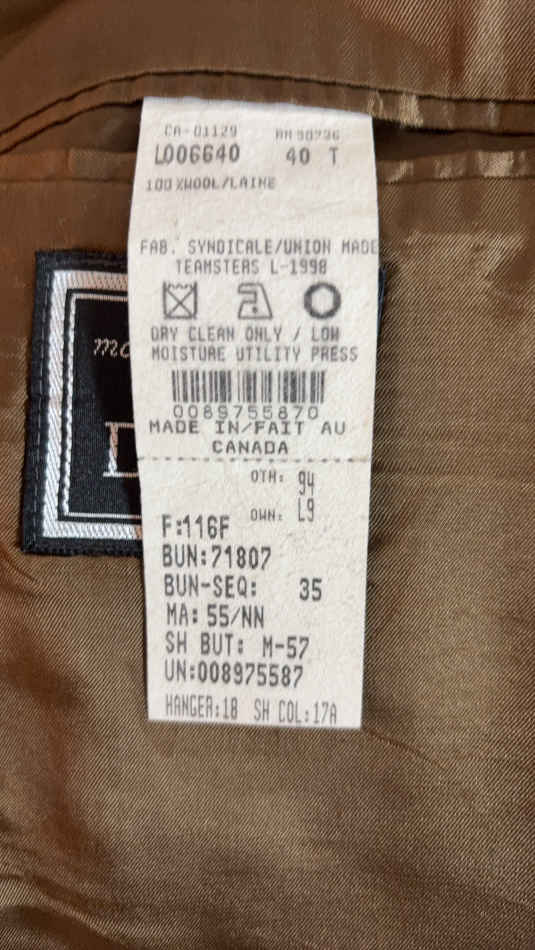 CA-01129 RN 90236
L006640 40 T
100 %WOOL/LAINE
FAB. SYNDICALE/UNION MADE
TEAMSTERS L-1998
DRY CLEAN ONLY / LOW
MOISTURE UTILITY PRESS
0089755870
MADE IN/FAIT AU
CANADA
OTH: 94
OWN: L9
F:116F
BUN:71807
BUN-SEQ: 35
MA: 55/NN
SH BUT: M-57
UN:008975587
HANGER:18 SH COL:17A